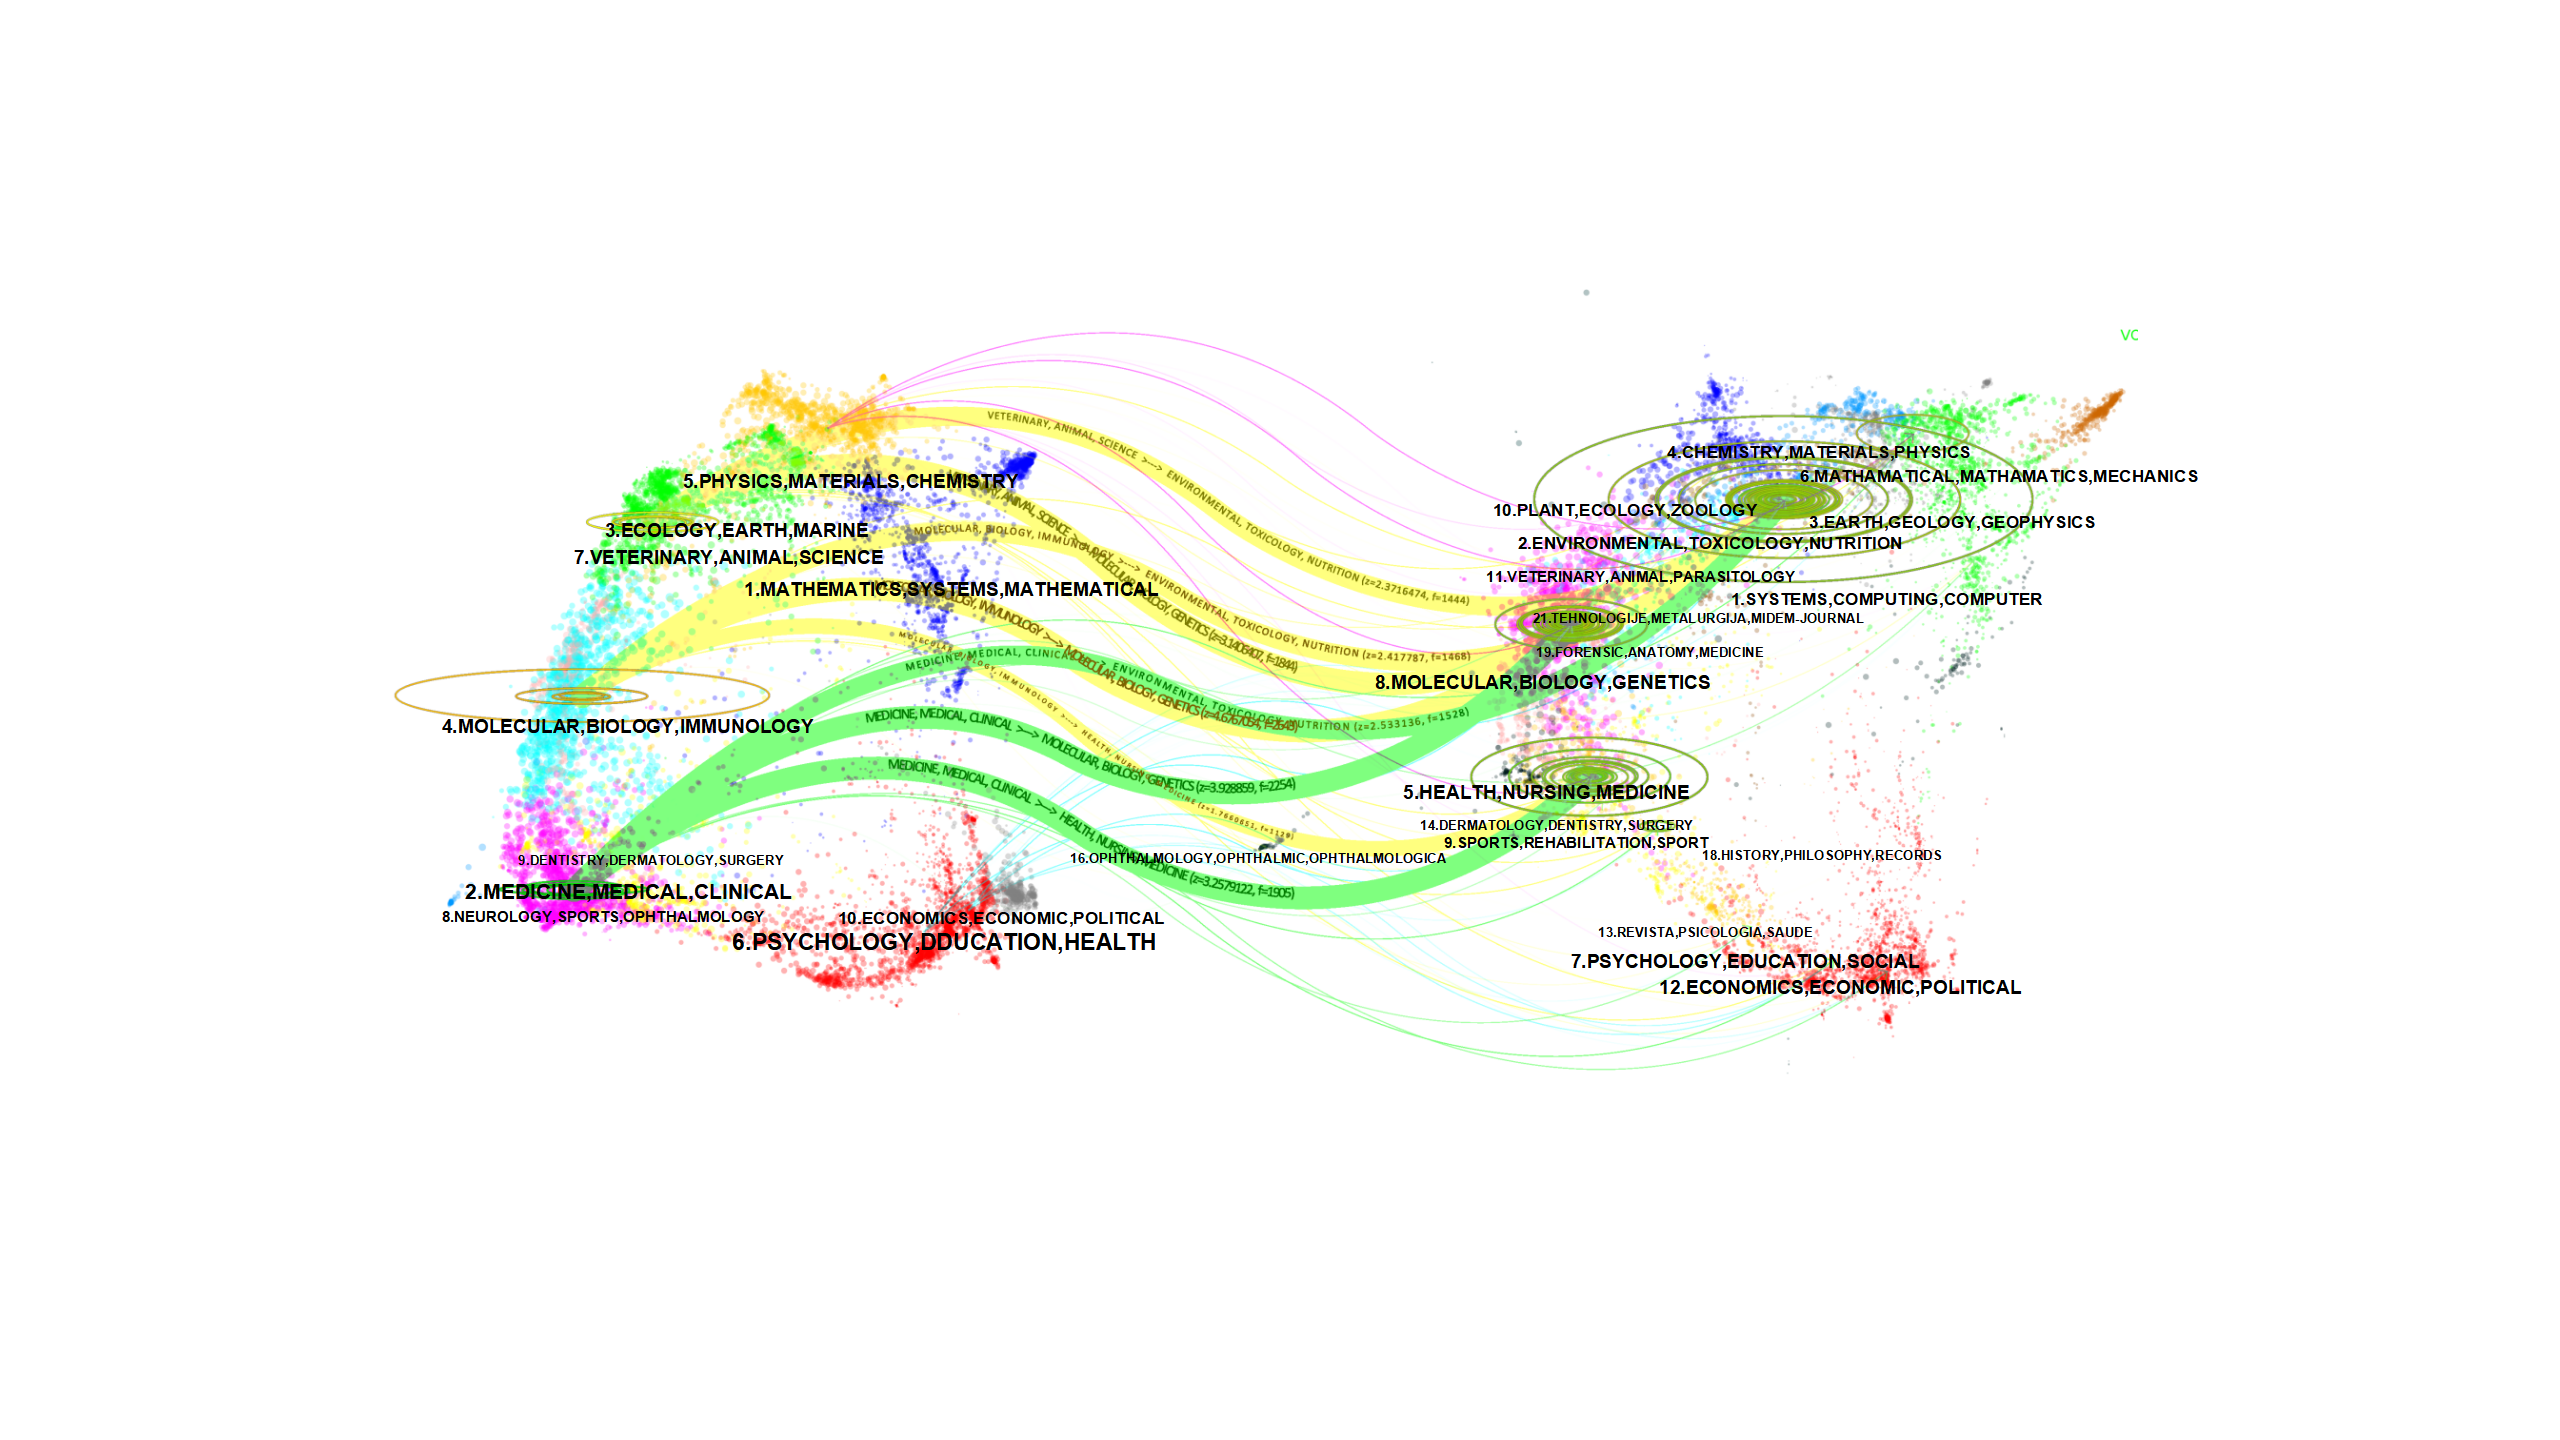 VC
VETERINARY, ANIMAL, SCIENCE >---> ENVIRONMENTAL, TOXICOLOGY, NUTRITION (z=2.3716474, f=1444)
4.CHEMISTRY,MATERIALS,PHYSICS
6.MATHAMATICAL,MATHAMATICS,MECHANICS
5.PHYSICS,MATERIALS,CHEMISTRY
10.PLANT,ECOLOGY,ZOOLOGY
3.EARTH,GEOLOGY,GEOPHYSICS
3.ECOLOGY,EARTH,MARINE
ANIMAL, SCIENCE MOLECULAR, BIOLOGY, GENETICS (z=3.1406407, f=1844)
MOLECULAR, BIOLOGY, IMMUNOLOGY >---> ENVIRONMENTAL, TOXICOLOGY, NUTRITION (z=2.417787, f=1468)
2.ENVIRONMENTAL,TOXICOLOGY,NUTRITION
7.VETERINARY,ANIMAL,SCIENCE
11.VETERINARY,ANIMAL,PARASITOLOGY
1.MATHEMATICS,SYSTEMS,MATHEMATICAL
1.SYSTEMS,COMPUTING,COMPUTER
IMMUNOLOGY >---> MOLECULAR, BIOLOGY, GENETICS (z=4.6767054, f=2643)
21.TEHNOLOGIJE,METALURGIJA,MIDEM-JOURNAL
MOLECULAR, BIOLOGY, IMMUNOLOGY >---> HEALTH, NURSING, MEDICINE (z=1.7660651, f=1129)
19.FORENSIC,ANATOMY,MEDICINE
MEDICINE, MEDICAL, CLINICAL >---> ENVIRONMENTAL, TOXICOLOGY, NUTRITION (z=2.533136, f=1528)
8.MOLECULAR,BIOLOGY,GENETICS
4.MOLECULAR,BIOLOGY,IMMUNOLOGY
MEDICINE, MEDICAL, CLINICAL >---> MOLECULAR, BIOLOGY, GENETICS (z=3.928859, f=2254)
MEDICINE, MEDICAL, CLINICAL >---> HEALTH, NURSING, MEDICINE (z=3.2579122, f=1905)
5.HEALTH,NURSING,MEDICINE
14.DERMATOLOGY,DENTISTRY,SURGERY
9.SPORTS,REHABILITATION,SPORT
18.HISTORY,PHILOSOPHY,RECORDS
9.DENTISTRY,DERMATOLOGY,SURGERY
16.OPHTHALMOLOGY,OPHTHALMIC,OPHTHALMOLOGICA
2.MEDICINE,MEDICAL,CLINICAL
8.NEUROLOGY,SPORTS,OPHTHALMOLOGY
10.ECONOMICS,ECONOMIC,POLITICAL
13.REVISTA,PSICOLOGIA,SAUDE
6.PSYCHOLOGY,DDUCATION,HEALTH
7.PSYCHOLOGY,EDUCATION,SOCIAL
12.ECONOMICS,ECONOMIC,POLITICAL